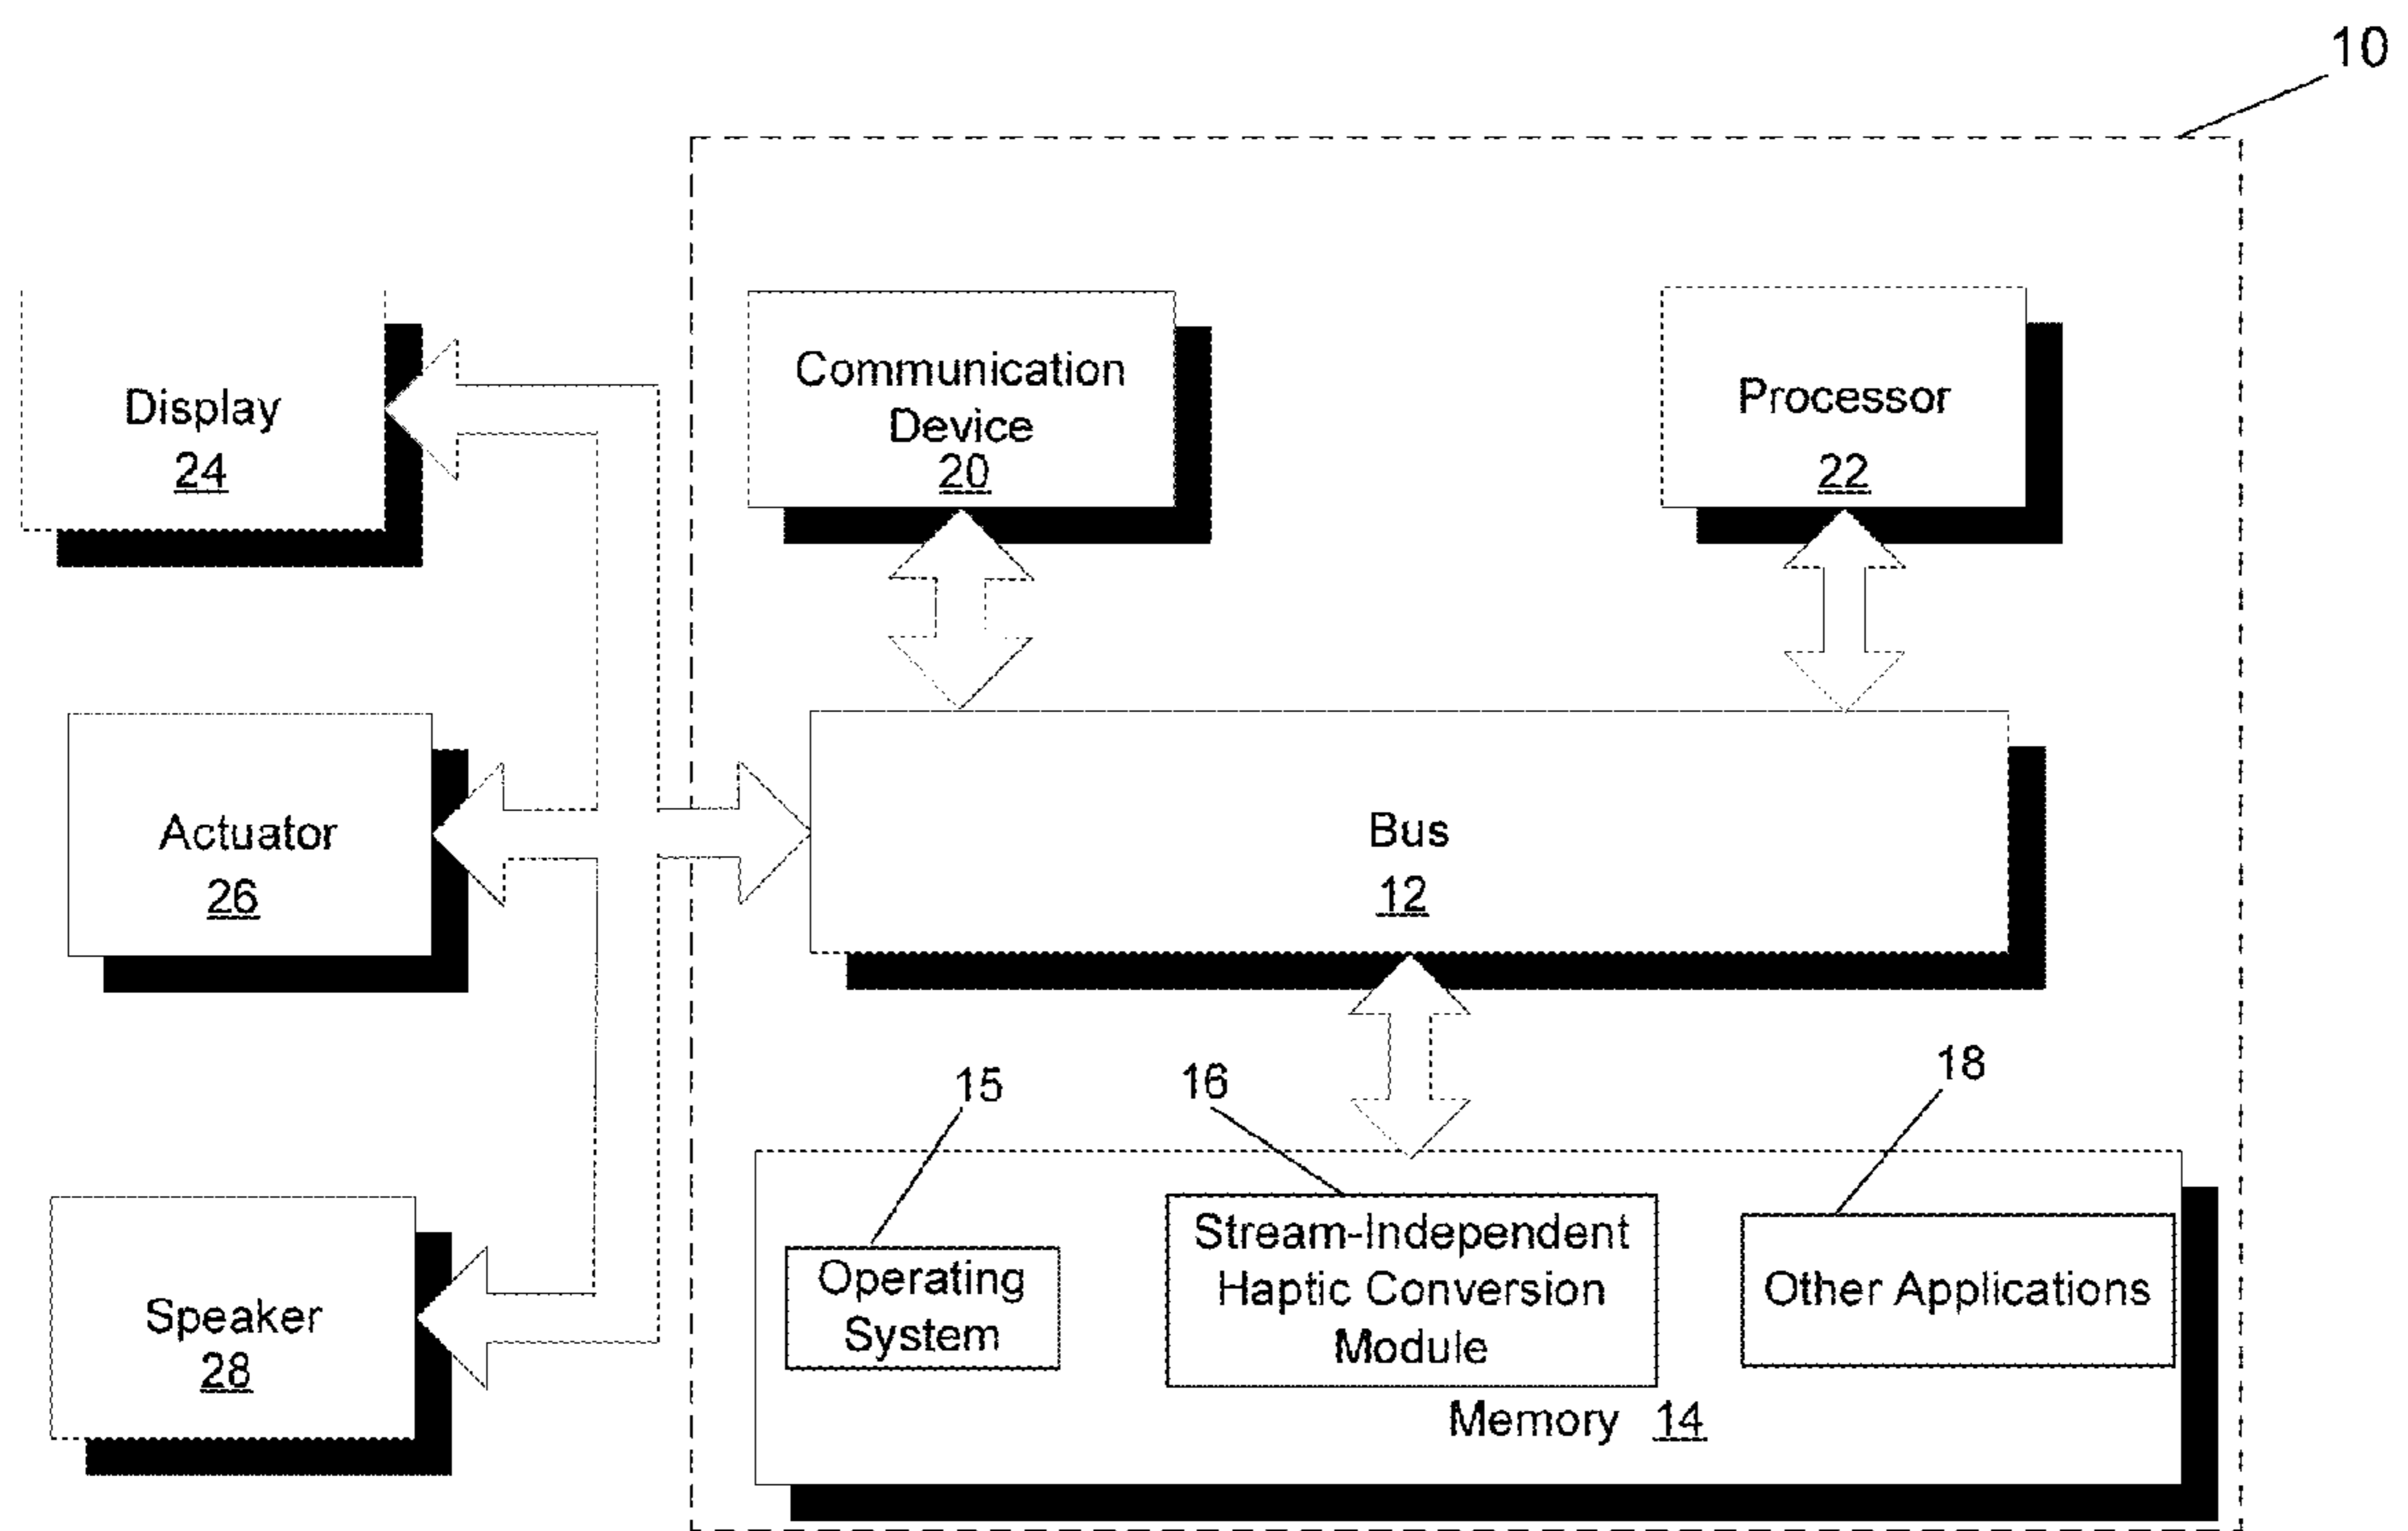 10
Display
24
Communication
Device
20
Processor
22
Actuator
26
Bus
12
15
16
18
Speaker
28
Operating
System
Stream-Independent
Haptic Conversion
Module
Other Applications
Memory 14